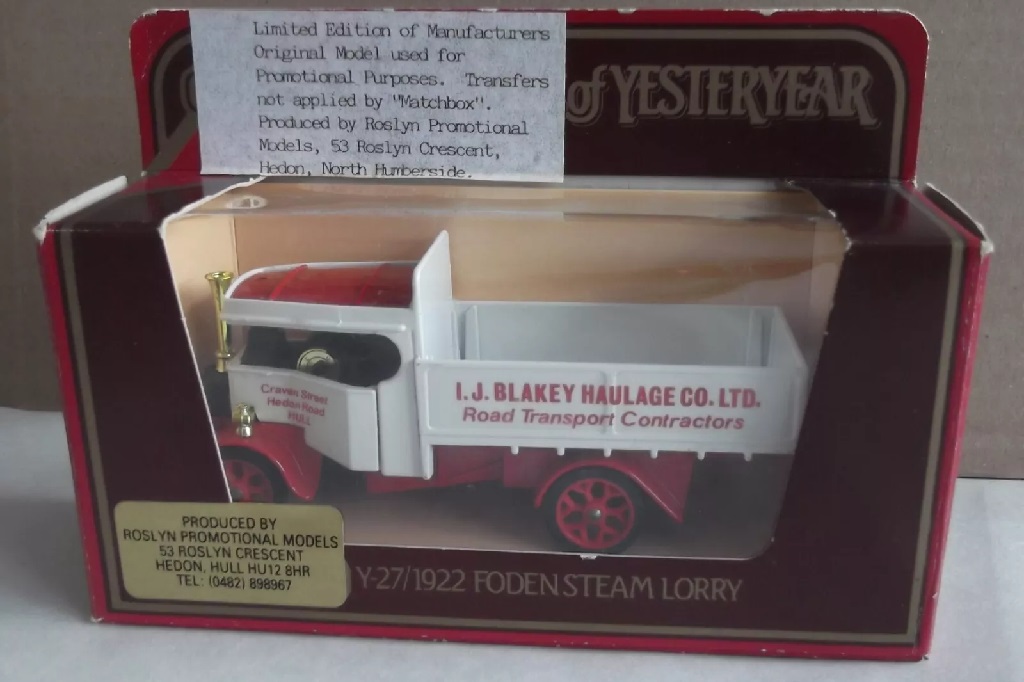 Limited Edition of Manufacturers
Original Model used for
Promotional Purposes. Transfers
not applied by "Matchbox".
Produced by Roslyn Promotional
Models, 53 Roslyn Crescent,
Hedon, North Humberside.
of YESTERYEAR
Craven Street
Hedon Road
HULL
I.J. BLAKEY HAULAGE CO. LTD.
Road Transport Contractors
PRODUCED BY
ROSLYN PROMOTIONAL MODELS
53 ROSLYN CRESCENT
HEDON, HULL HU12 8HR
TEL: (0482) 898967
Y-27/1922 FODEN STEAM LORRY